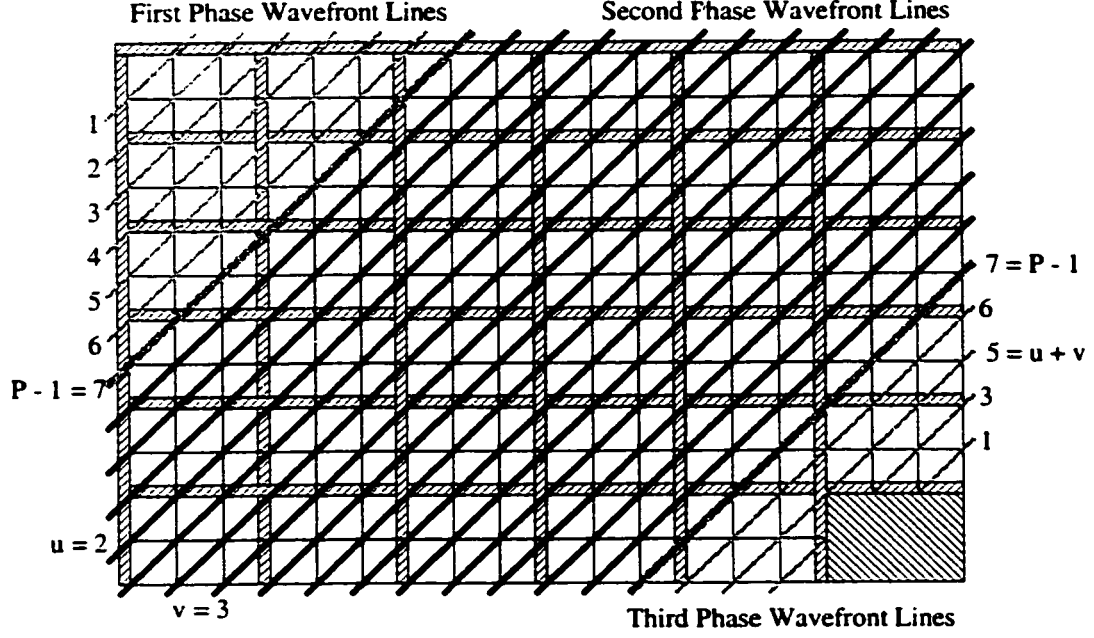 First Phase Wavefront Lines
Second Fhase Wavefront Lines
1
2
3
4
5
6
P - 1 = 7
7 = P - 1
6
5 = u + v
3
1
u = 2
v = 3
Third Phase Wavefront Lines